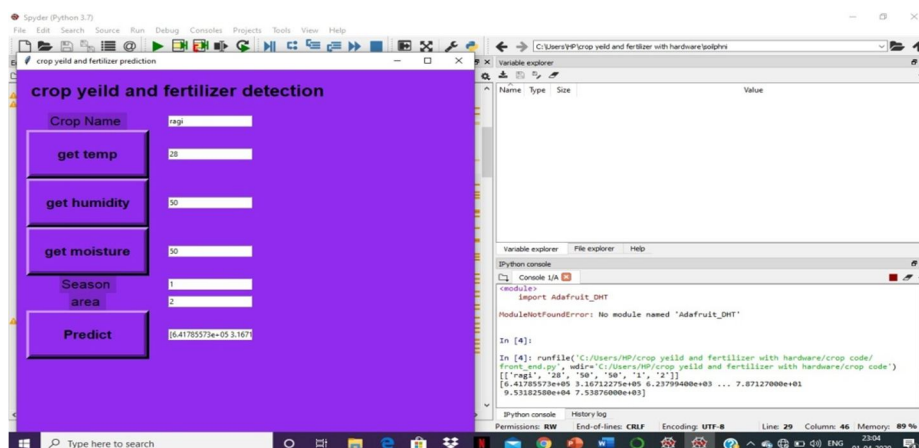 Spyder (Python 3.7)
File Edit Search Source Run Debug Consoles Projects Tools View Help
C:\Users\HP\crop yeild and fertilizer with hardware\poilphni
crop yeild and fertilizer prediction
crop yeild and fertilizer detection
Crop Name ragi
get temp 28
get humidity 50
get moisture 50
Season 1
area 2
Predict [6.41785573e+05 3.1671
Variable explorer
Name Type Size Value
Variable explorer File explorer Help
IPython console
Console 1/A
<module>
import Adafruit_DHT
ModuleNotFoundError: No module named 'Adafruit_DHT'
In [4]:
In [4]: runfile('C:/Users/HP/crop yeild and fertilizer with hardware/crop code/
front_end.py', wdir='C:/Users/HP/crop yeild and fertilizer with hardware/crop code')
[['ragi', '28', '50', '50', '1', '2']]
[6.41785573e+05 3.16712275e+05 6.23799400e+03 ... 7.87127000e+01
9.53182580e+04 7.53876000e+03]
IPython console History log
Permissions: RW End-of-lines: CRLF Encoding: UTF-8 Line: 29 Column: 46 Memory: 89 %
Type here to search
ENG
23:04
01-04-2020